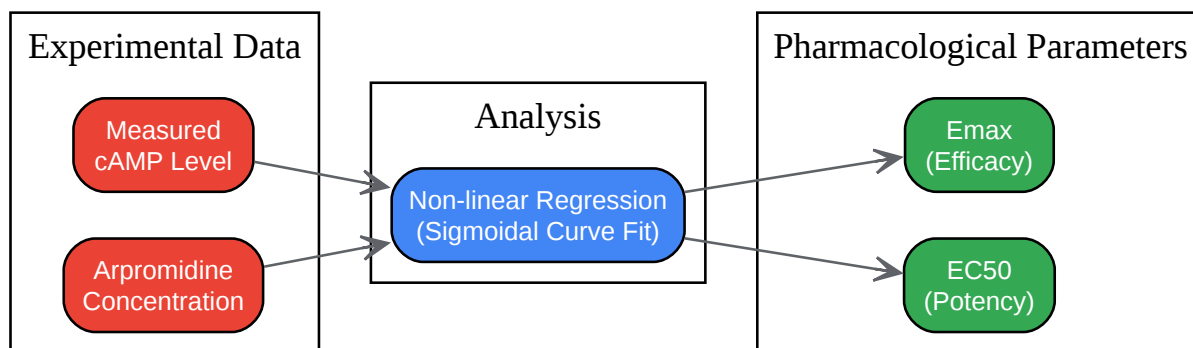 Experimental Data
Measured
cAMP Level
Arpromidine
Concentration
Analysis
Non-linear Regression
(Sigmoidal Curve Fit)
Pharmacological Parameters
Emax
(Efficacy)
EC50
(Potency)